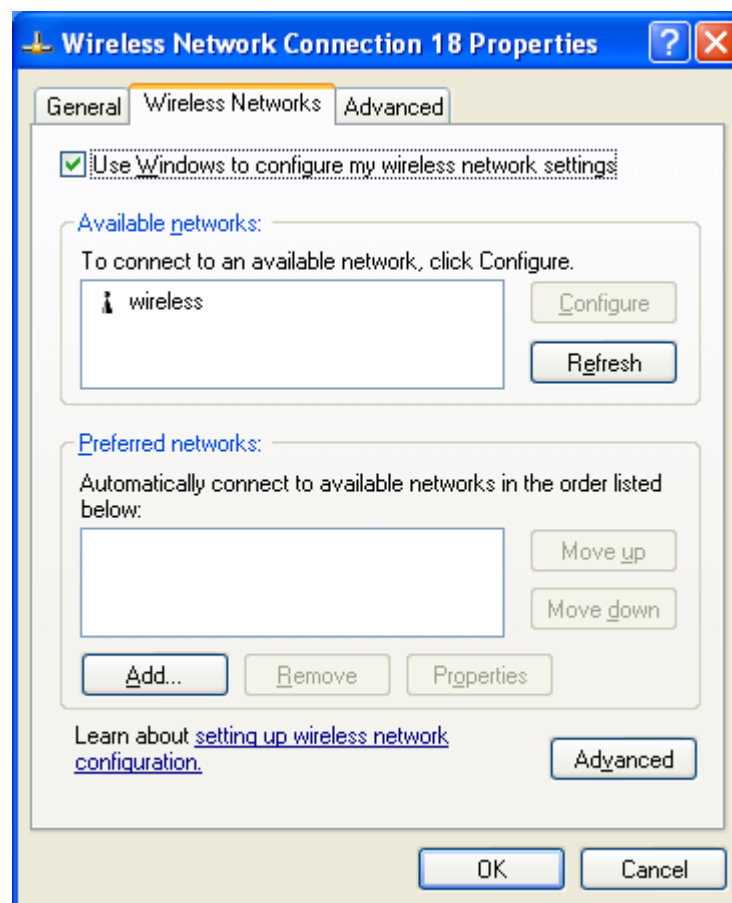 Wireless Network Connection 18 Properties
General
Wireless Networks
Advanced
Use Windows to configure my wireless network settings
Available networks:
To connect to an available network, click Configure.
wireless
Configure
Refresh
Preferred networks:
Automatically connect to available networks in the order listed
below:
Move up
Move down
Add...
Remove
Properties
Learn about setting up wireless network
configuration.
Advanced
OK
Cancel